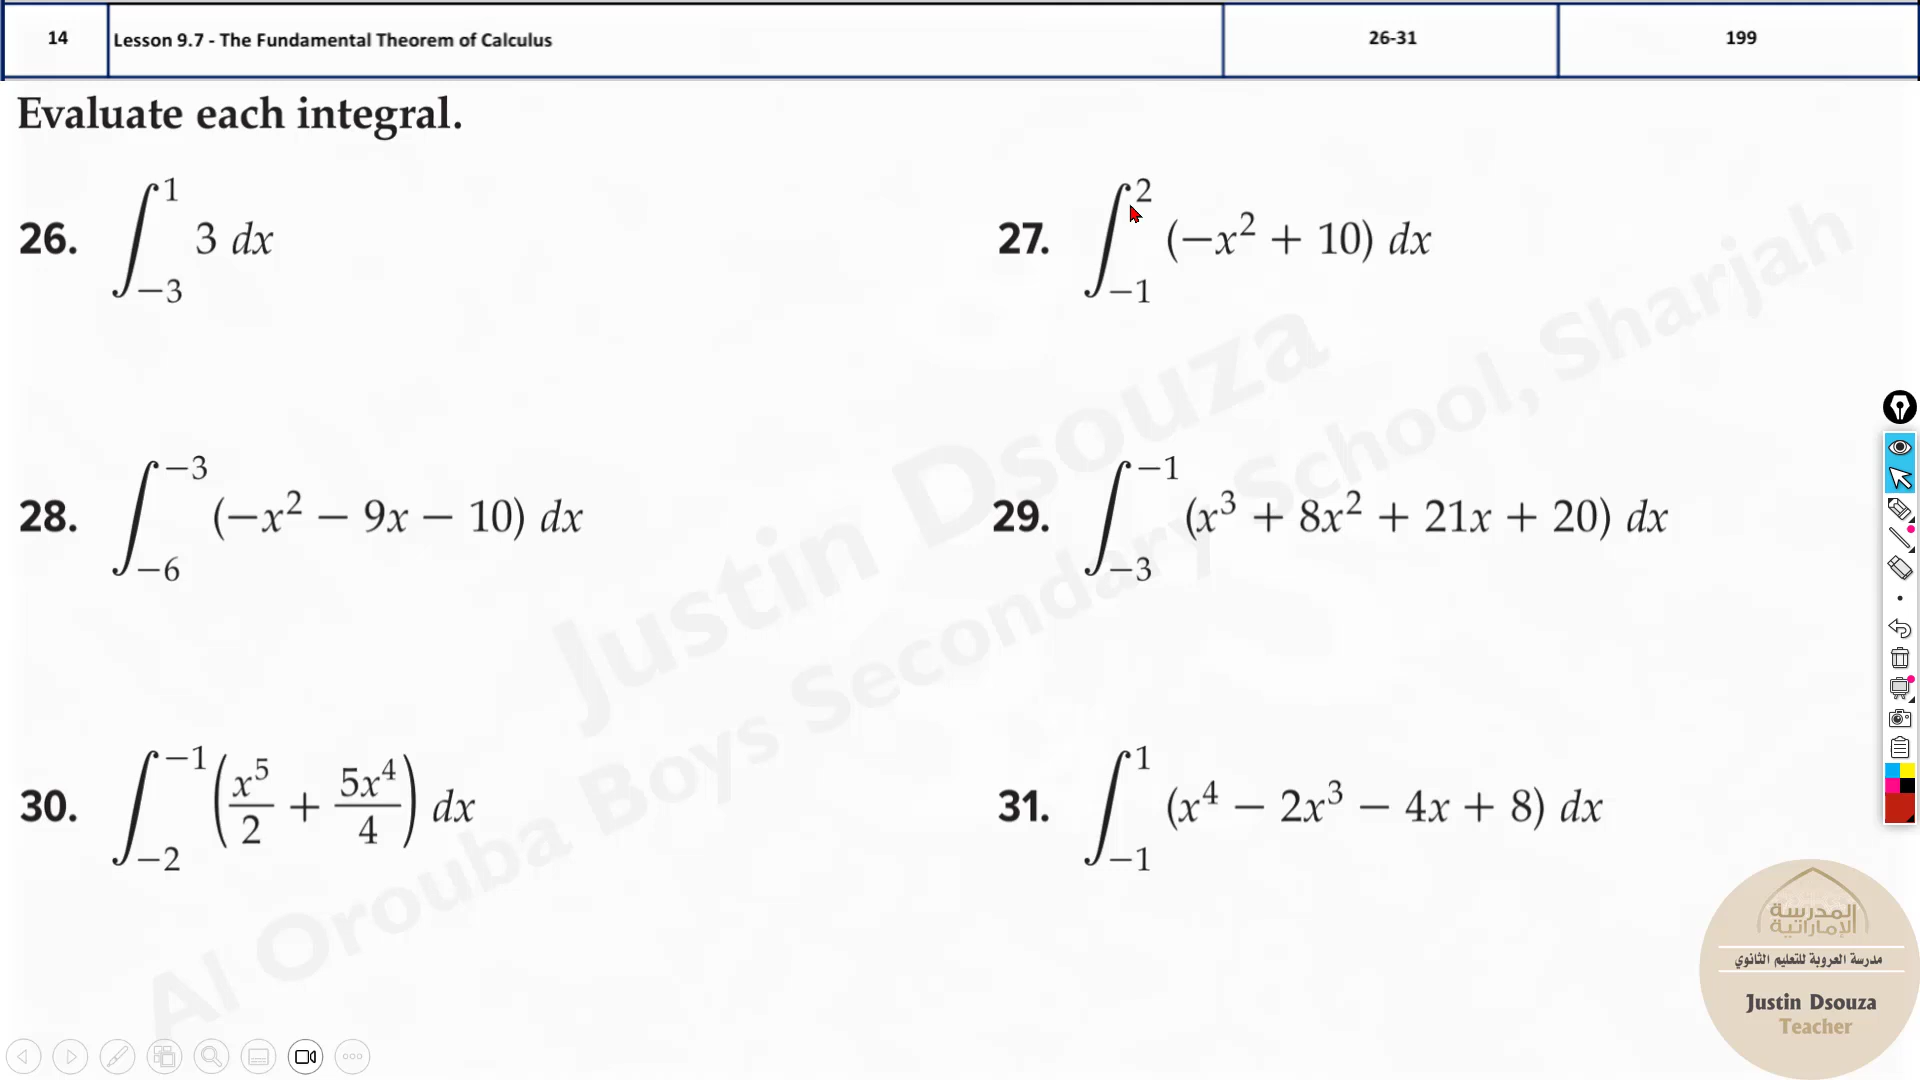 14 Lesson 9.7 - The Fundamental Theorem of Calculus 26-31 199
Evaluate each integral.
26. ∫_{-3}^{1} 3 dx
27. ∫_{-1}^{2} (−x² + 10) dx
28. ∫_{-6}^{-3} (−x² − 9x − 10) dx
29. ∫_{-3}^{-1} (x³ + 8x² + 21x + 20) dx
30. ∫_{-2}^{-1} (x⁵/2 + 5x⁴/4) dx
31. ∫_{-1}^{1} (x⁴ − 2x³ − 4x + 8) dx
Justin Dsouza
Al Orouba Boys Secondary School, Sharjah
المدرسة
الإماراتية
مدرسة العروبة للتعليم الثانوي
Justin Dsouza
Teacher